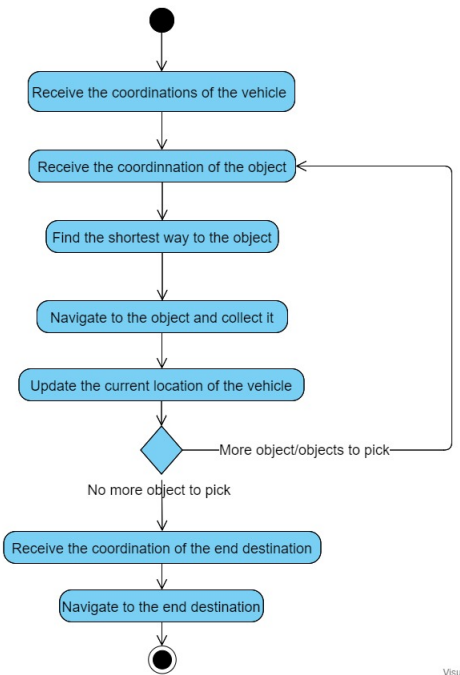 Receive the coordinations of the vehicle
Receive the coordinnation of the object
Find the shortest way to the object
Navigate to the object and collect it
Update the current location of the vehicle
More object/objects to pick
No more object to pick
Receive the coordination of the end destination
Navigate to the end destination